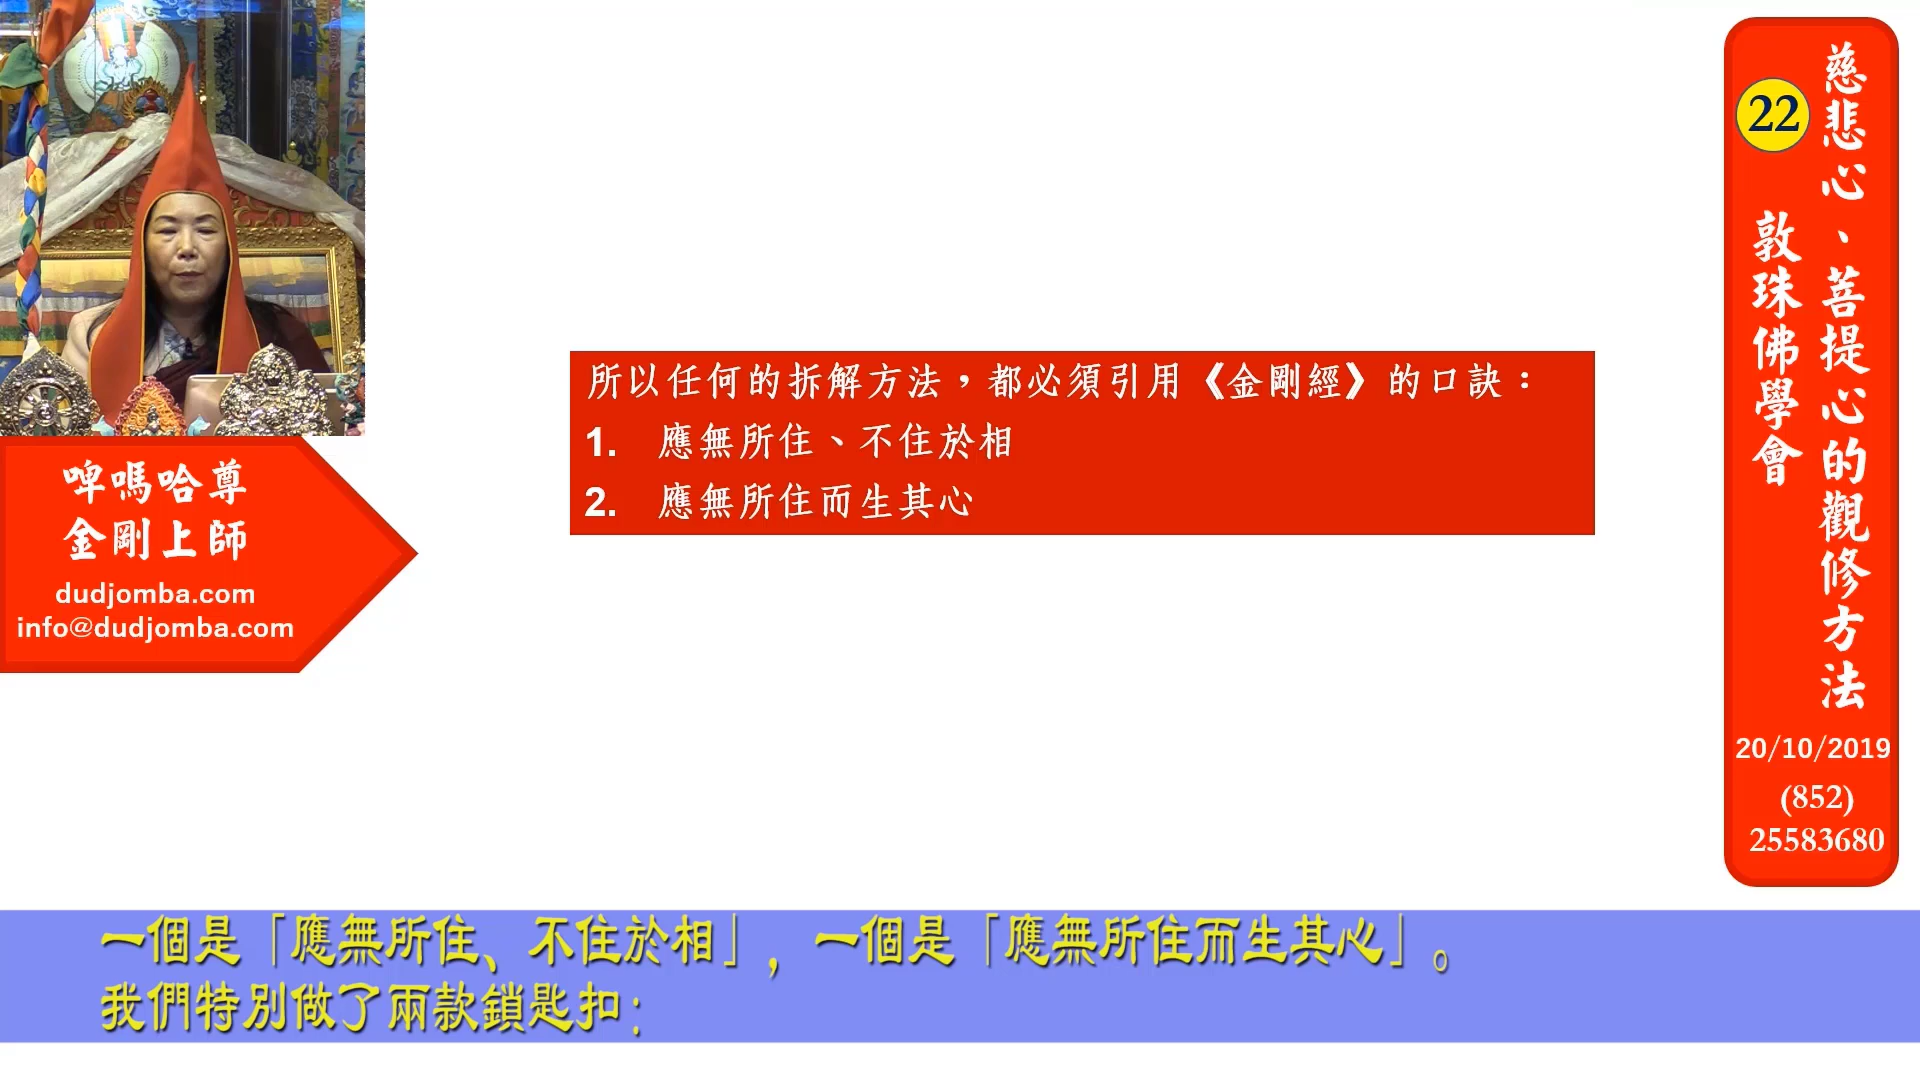 啤嗎哈尊
金剛上師
dudjomba.com
info@dudjomba.com
所以任何的拆解方法，都必須引用《金剛經》的口訣：
1. 應無所住、不住於相
2. 應無所住而生其心
慈悲心、菩提心的觀修方法
22
敦珠佛學會
20/10/2019
(852)
25583680
一個是「應無所住、不住於相」，一個是「應無所住而生其心」。
我們特別做了兩款鎖匙扣：